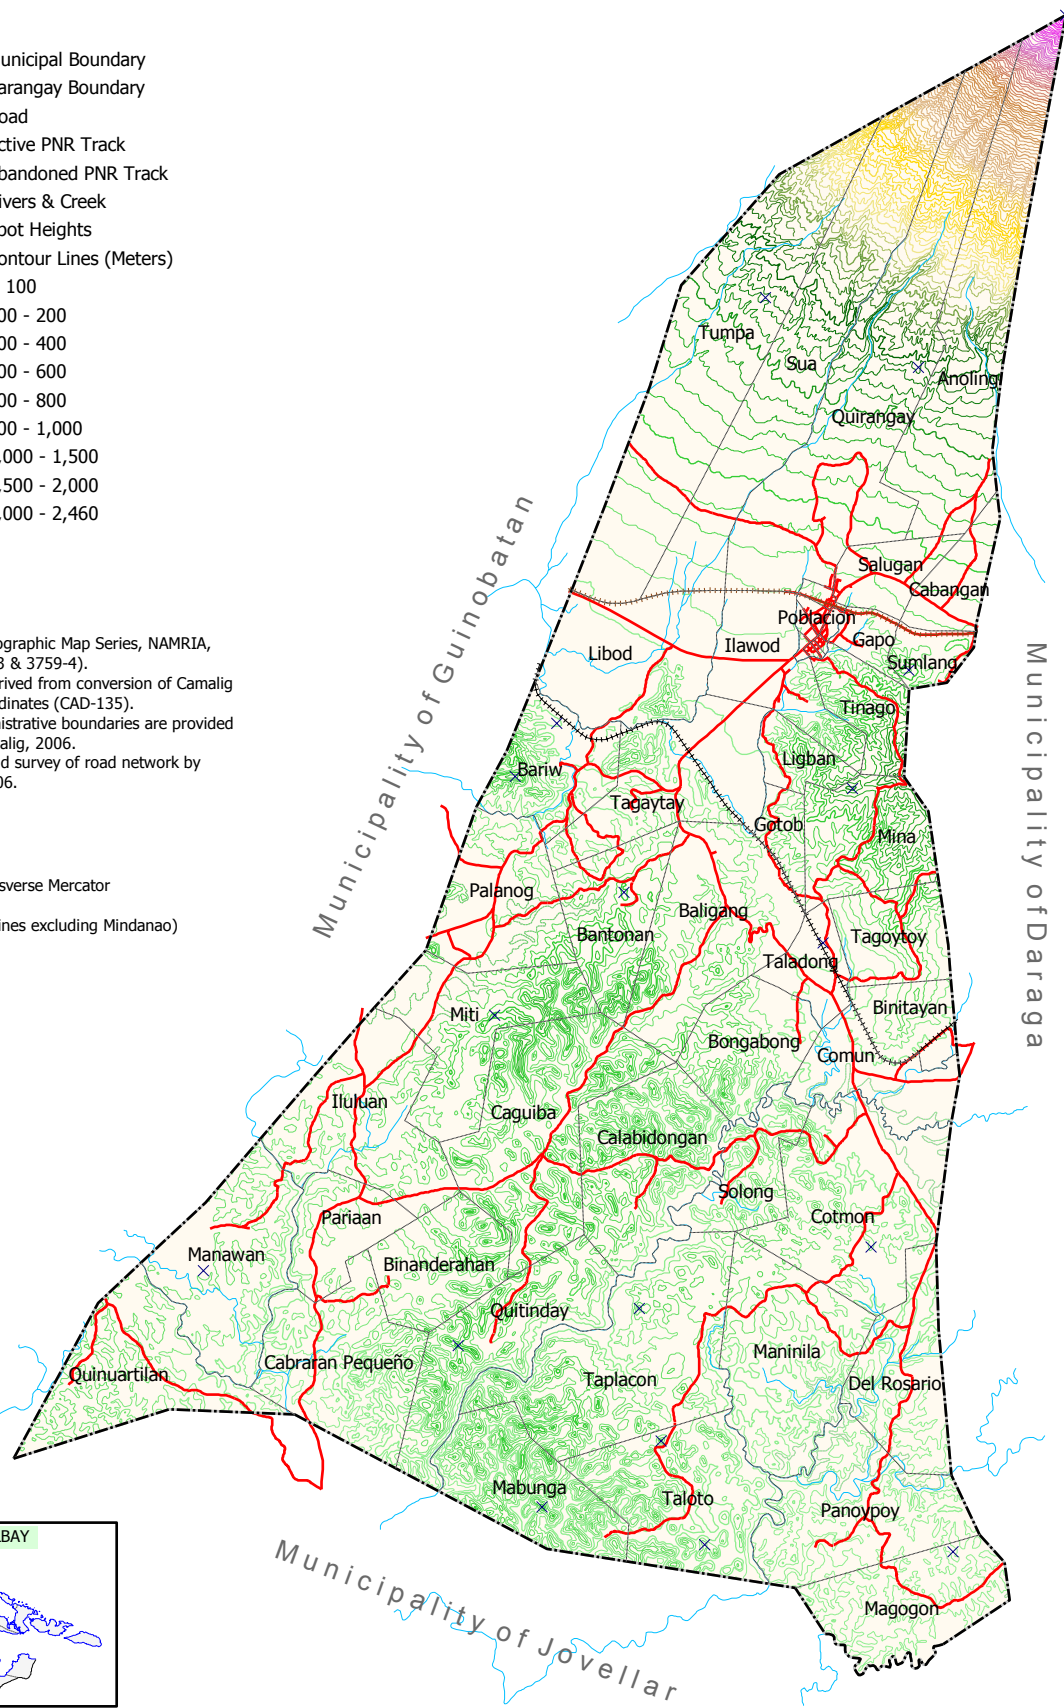 unicipal Boundary
arangay Boundary
oad
ctive PNR Track
bandoned PNR Track
ivers & Creek
pot Heights
ontour Lines (Meters)
100
00 - 200
00 - 400
00 - 600
00 - 800
00 - 1,000
,000 - 1,500
,500 - 2,000
,000 - 2,460
ographic Map Series, NAMRIA,
3 & 3759-4).
rived from conversion of Camalig
dinates (CAD-135).
nistrative boundaries are provided
alig, 2006.
d survey of road network by
06.
sverse Mercator
ines excluding Mindanao)
Municipality of Guinobatan
Municipality of Daraga
Municipality of Jovellar
Tumpa
Sua
Anoling
Quirangay
Salugan
Cabangan
Poblacion
Gapo
Ilawod
Libod
Sumlang
Tinago
Ligban
Bariw
Tagaytay
Gotob
Mina
Palanog
Baligang
Bantonan
Tagoytoy
Taladong
Binitayan
Miti
Bongabong
Comun
Iluluan
Caguiba
Calabidongan
Solong
Cotmon
Pariaan
Manawan
Binanderahan
Quitinday
Maninila
Cabraran Pequeño
Quinuartilan
Taplacon
Del Rosario
Mabunga
Taloto
Panoypoy
Magogon
BAY